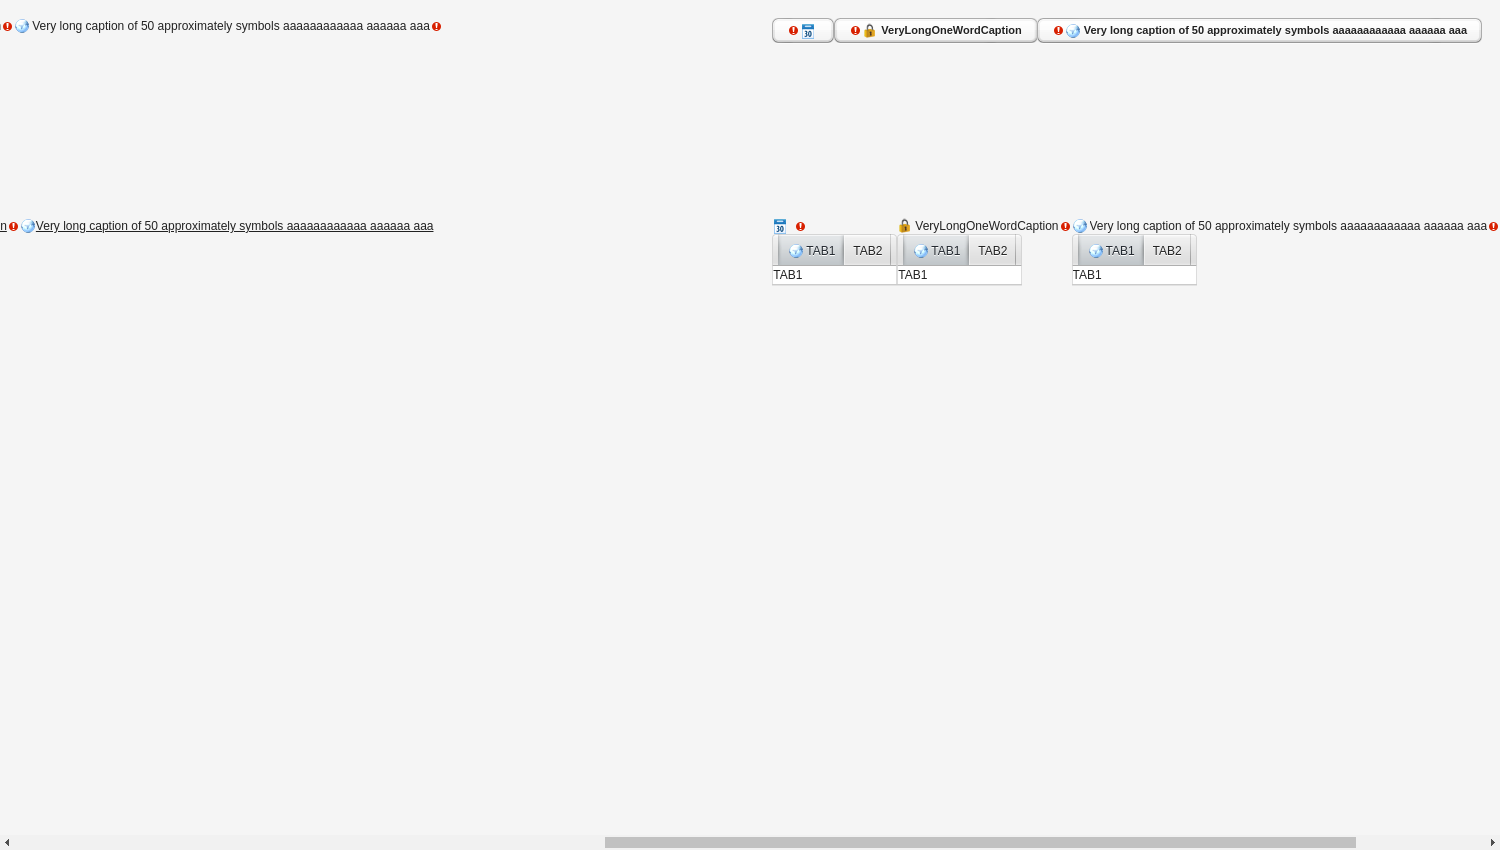 Very long caption of 50 approximately symbols aaaaaaaaaaaa aaaaaa aaa
30 VeryLongOneWordCaption Very long caption of 50 approximately symbols aaaaaaaaaaaa aaaaaa aaa
n Very long caption of 50 approximately symbols aaaaaaaaaaaa aaaaaa aaa
30 VeryLongOneWordCaption Very long caption of 50 approximately symbols aaaaaaaaaaaa aaaaaa aaa
TAB1 TAB2 TAB1 TAB2 TAB1 TAB2
TAB1 TAB1 TAB1